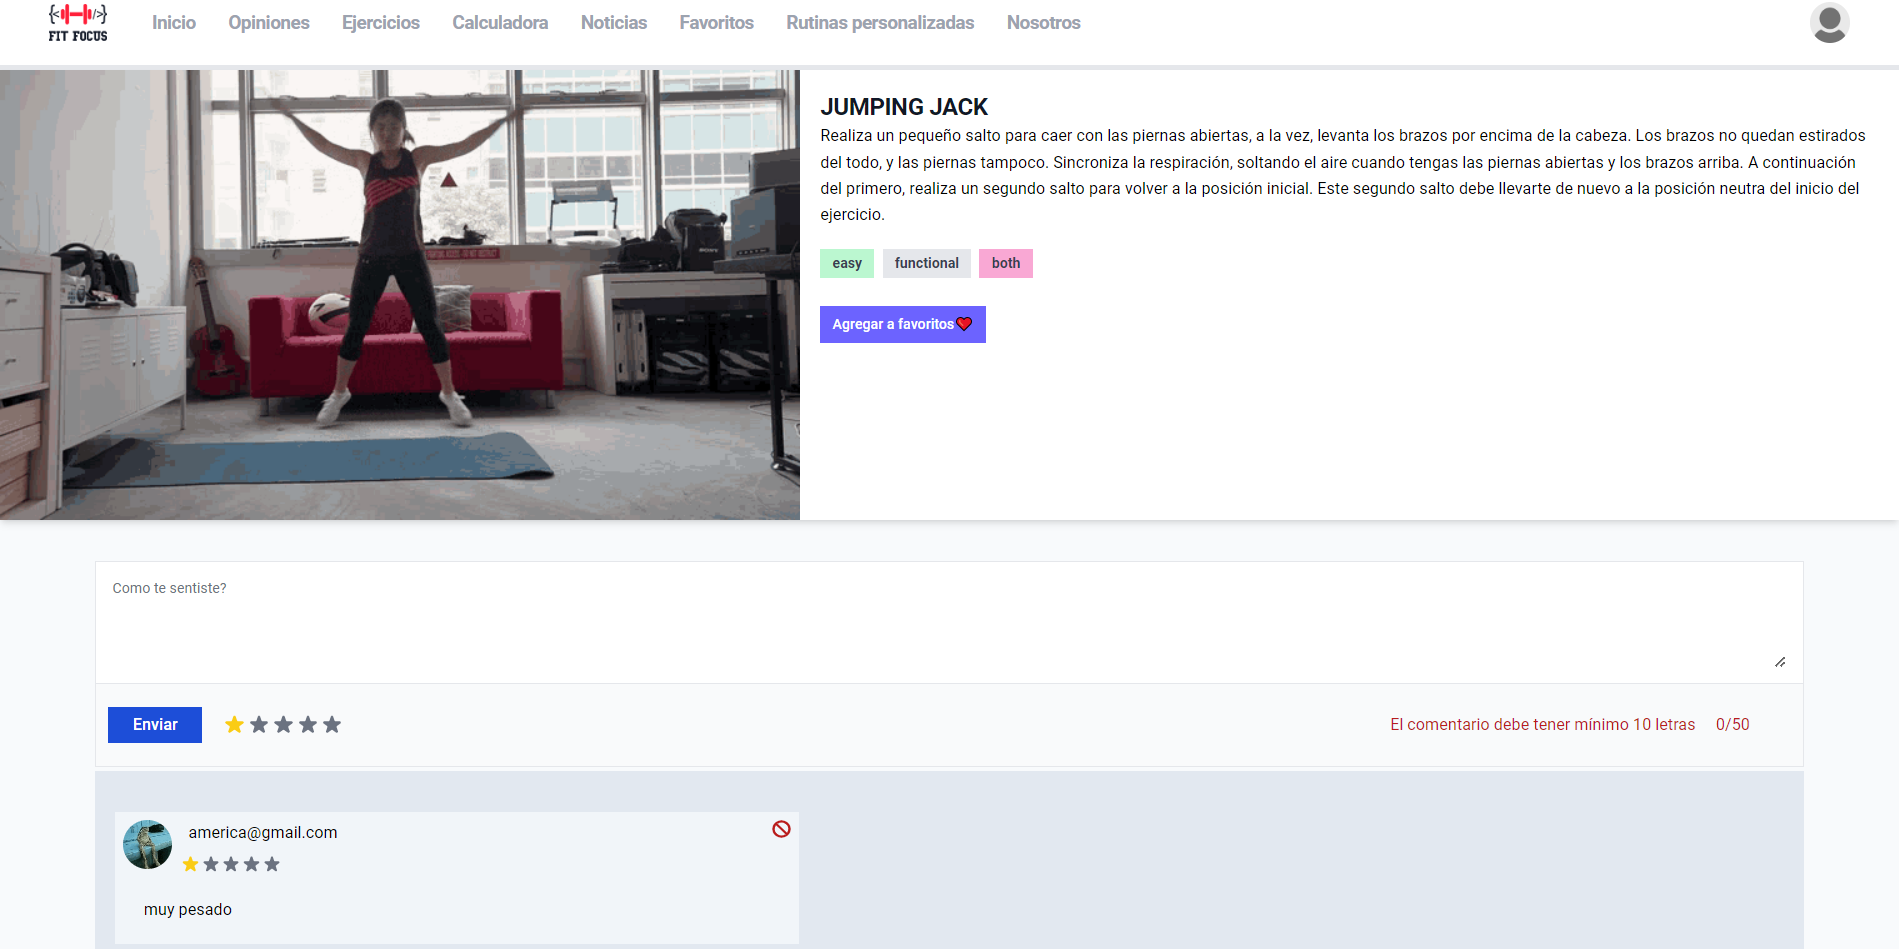 {</>}
FIT FOCUS
Inicio Opiniones Ejercicios Calculadora Noticias Favoritos Rutinas personalizadas Nosotros
JUMPING JACK
Realiza un pequeño salto para caer con las piernas abiertas, a la vez, levanta los brazos por encima de la cabeza. Los brazos no quedan estirados
del todo, y las piernas tampoco. Sincroniza la respiración, soltando el aire cuando tengas las piernas abiertas y los brazos arriba. A continuación
del primero, realiza un segundo salto para volver a la posición inicial. Este segundo salto debe llevarte de nuevo a la posición neutra del inicio del
ejercicio.
easy functional both
Agregar a favoritos
Como te sentiste?
Enviar El comentario debe tener mínimo 10 letras 0/50
america@gmail.com
muy pesado